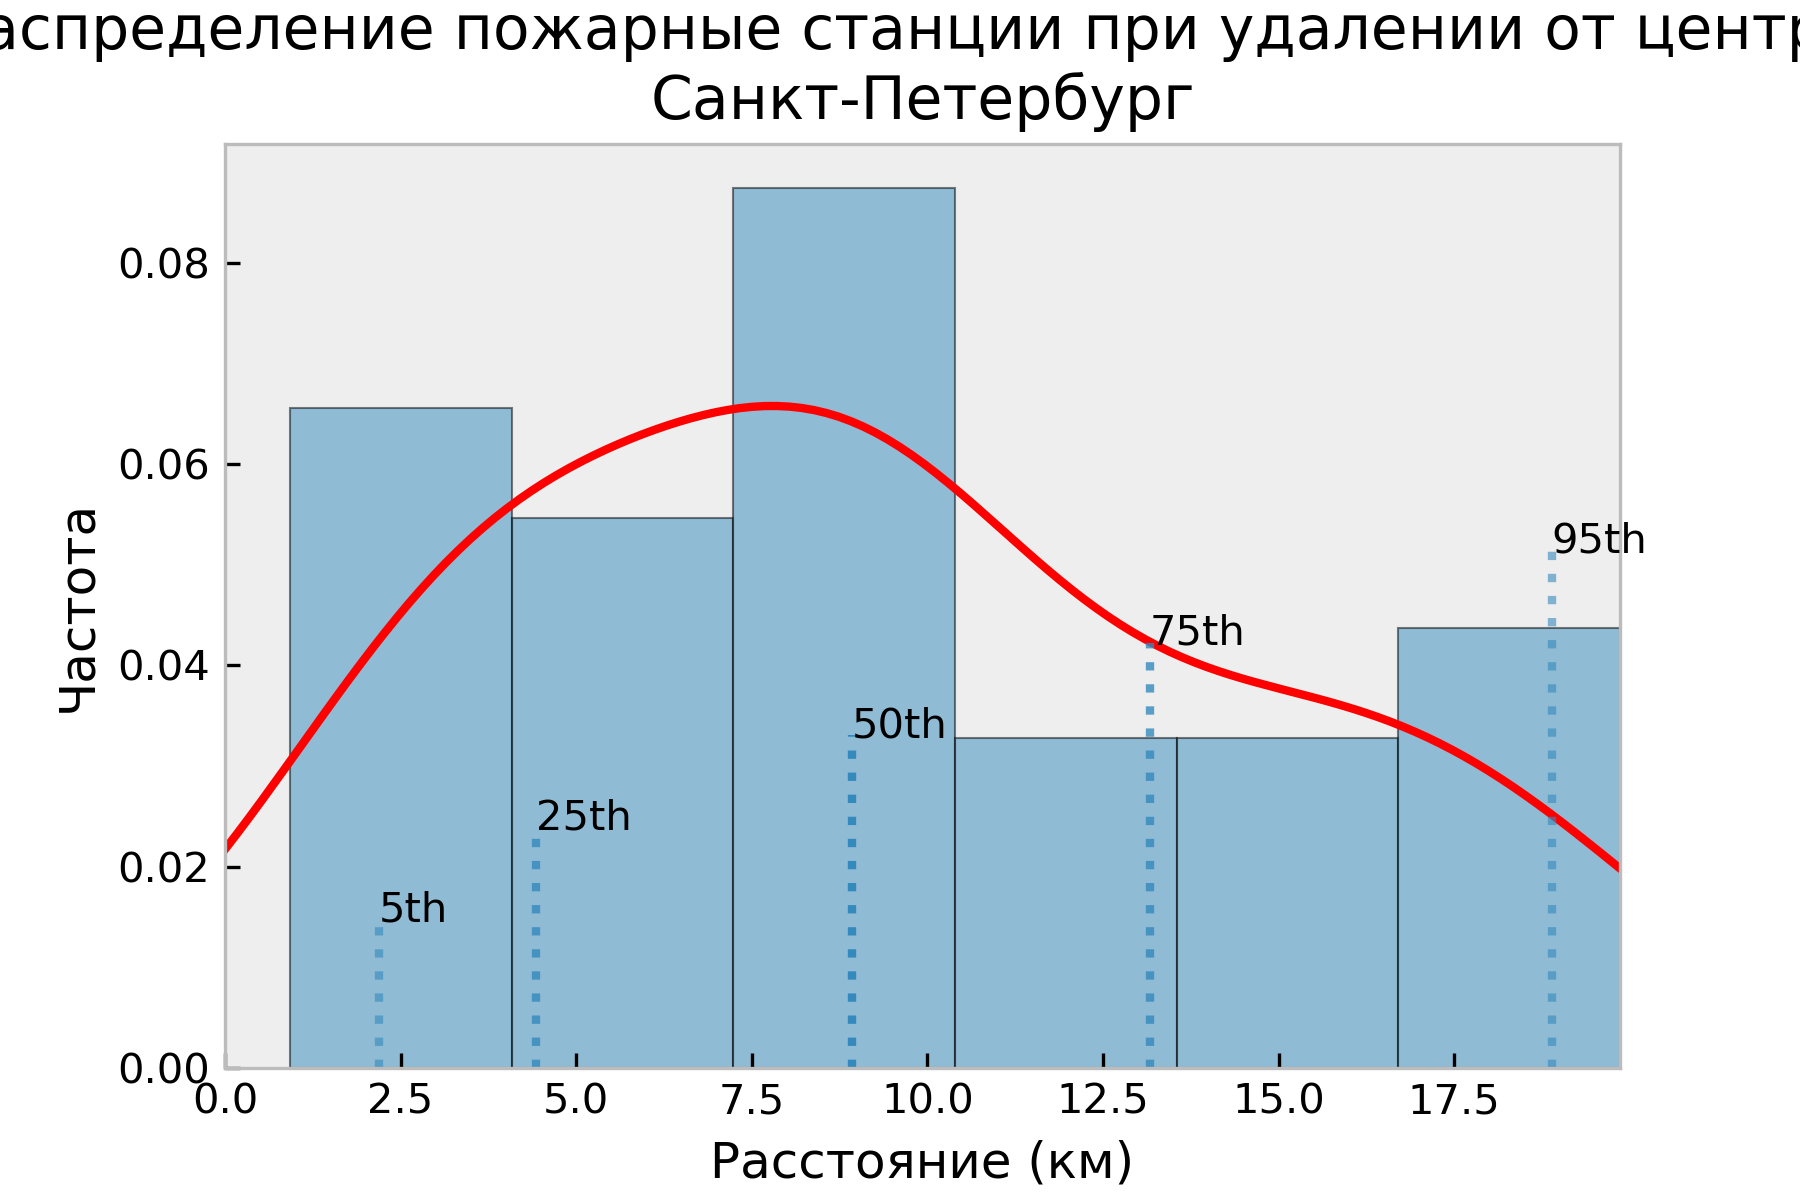 аспределение пожарные станции при удалении от центр
Санкт-Петербург
0.08
0.06
0.04
0.02
0.00
Частота
5th
25th
50th
75th
95th
0.0 2.5 5.0 7.5 10.0 12.5 15.0 17.5
Расстояние (км)